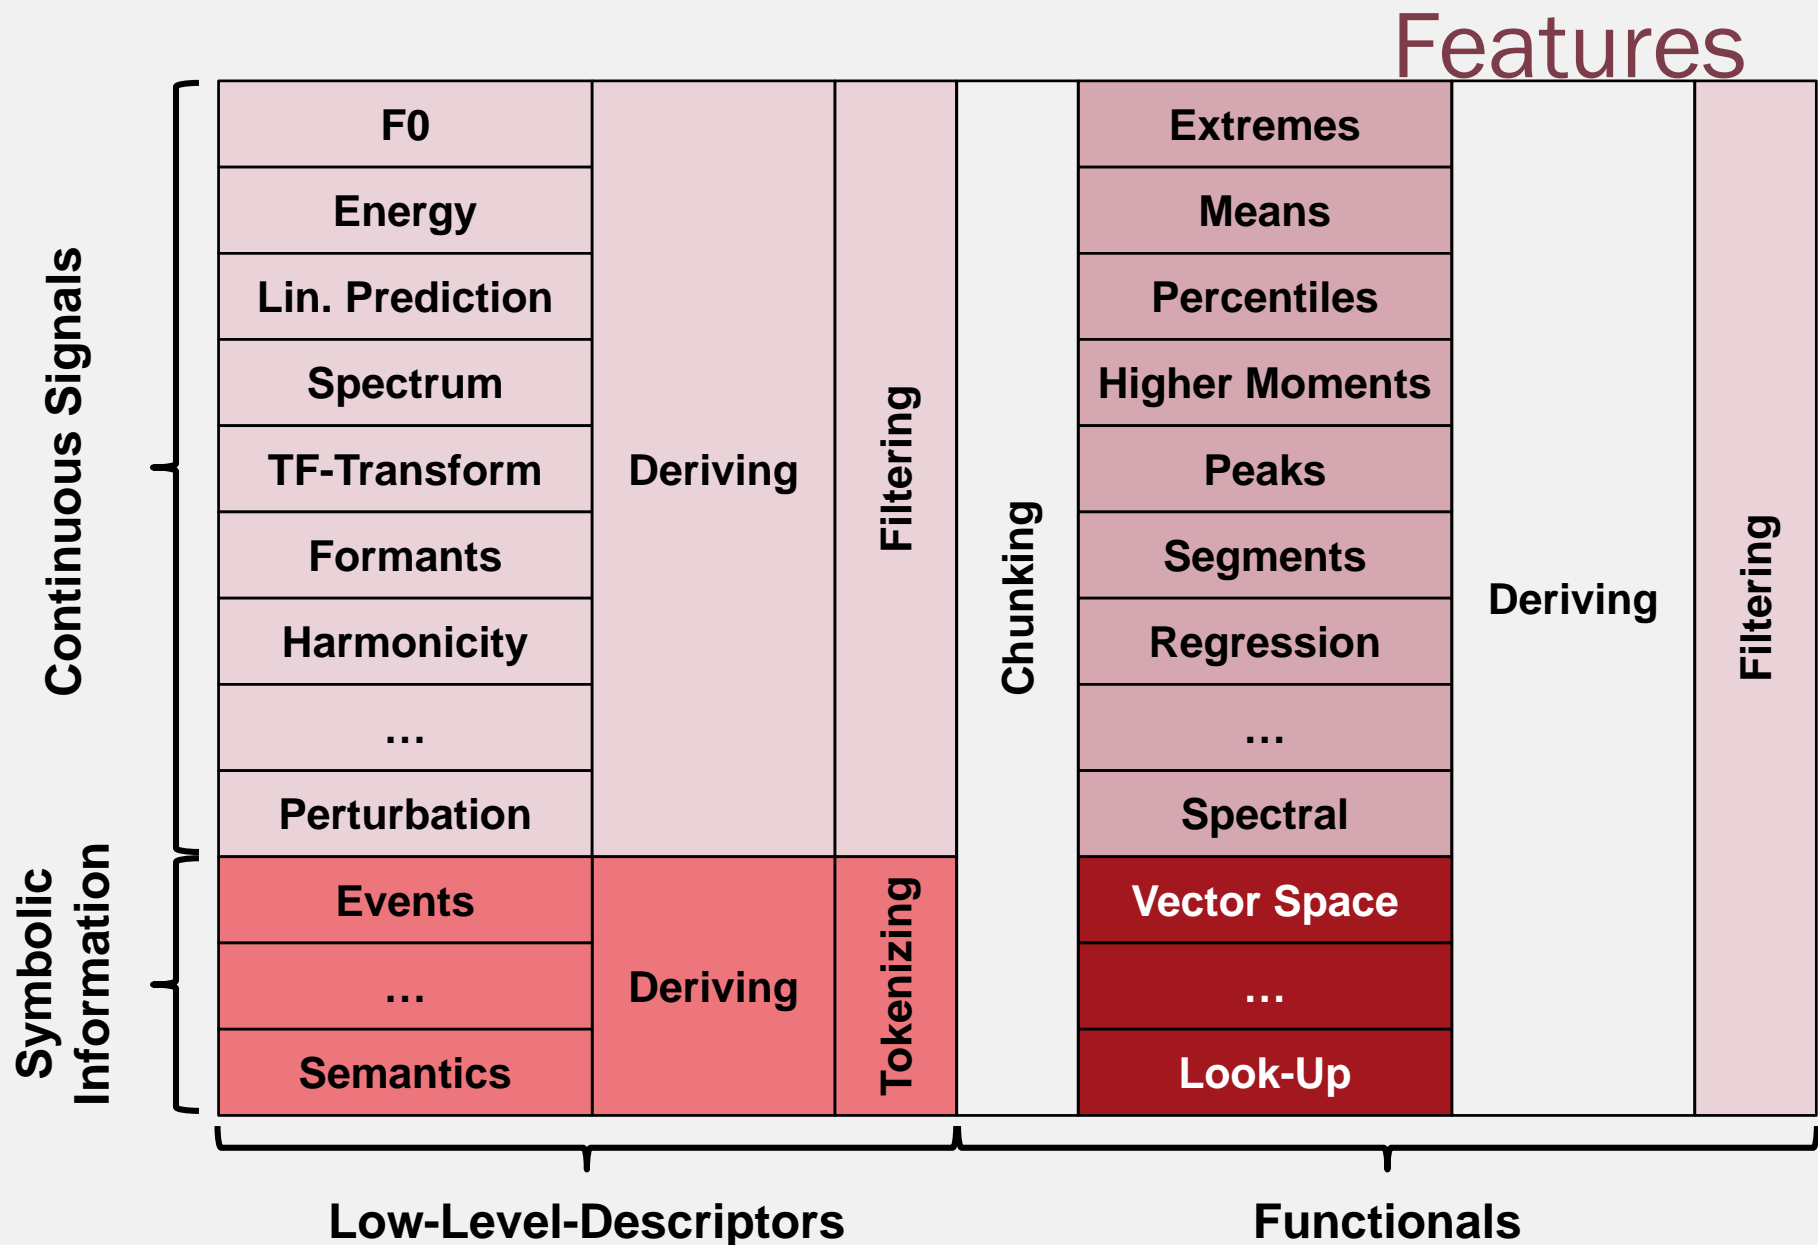 Features
Continuous Signals
F0
Energy
Lin. Prediction
Spectrum
TF-Transform
Formants
Harmonicity
…
Perturbation
Deriving
Filtering
Symbolic
Information
Events
…
Semantics
Deriving
Tokenizing
Chunking
Extremes
Means
Percentiles
Higher Moments
Peaks
Segments
Regression
…
Spectral
Vector Space
…
Look-Up
Deriving
Filtering
Low-Level-Descriptors
Functionals